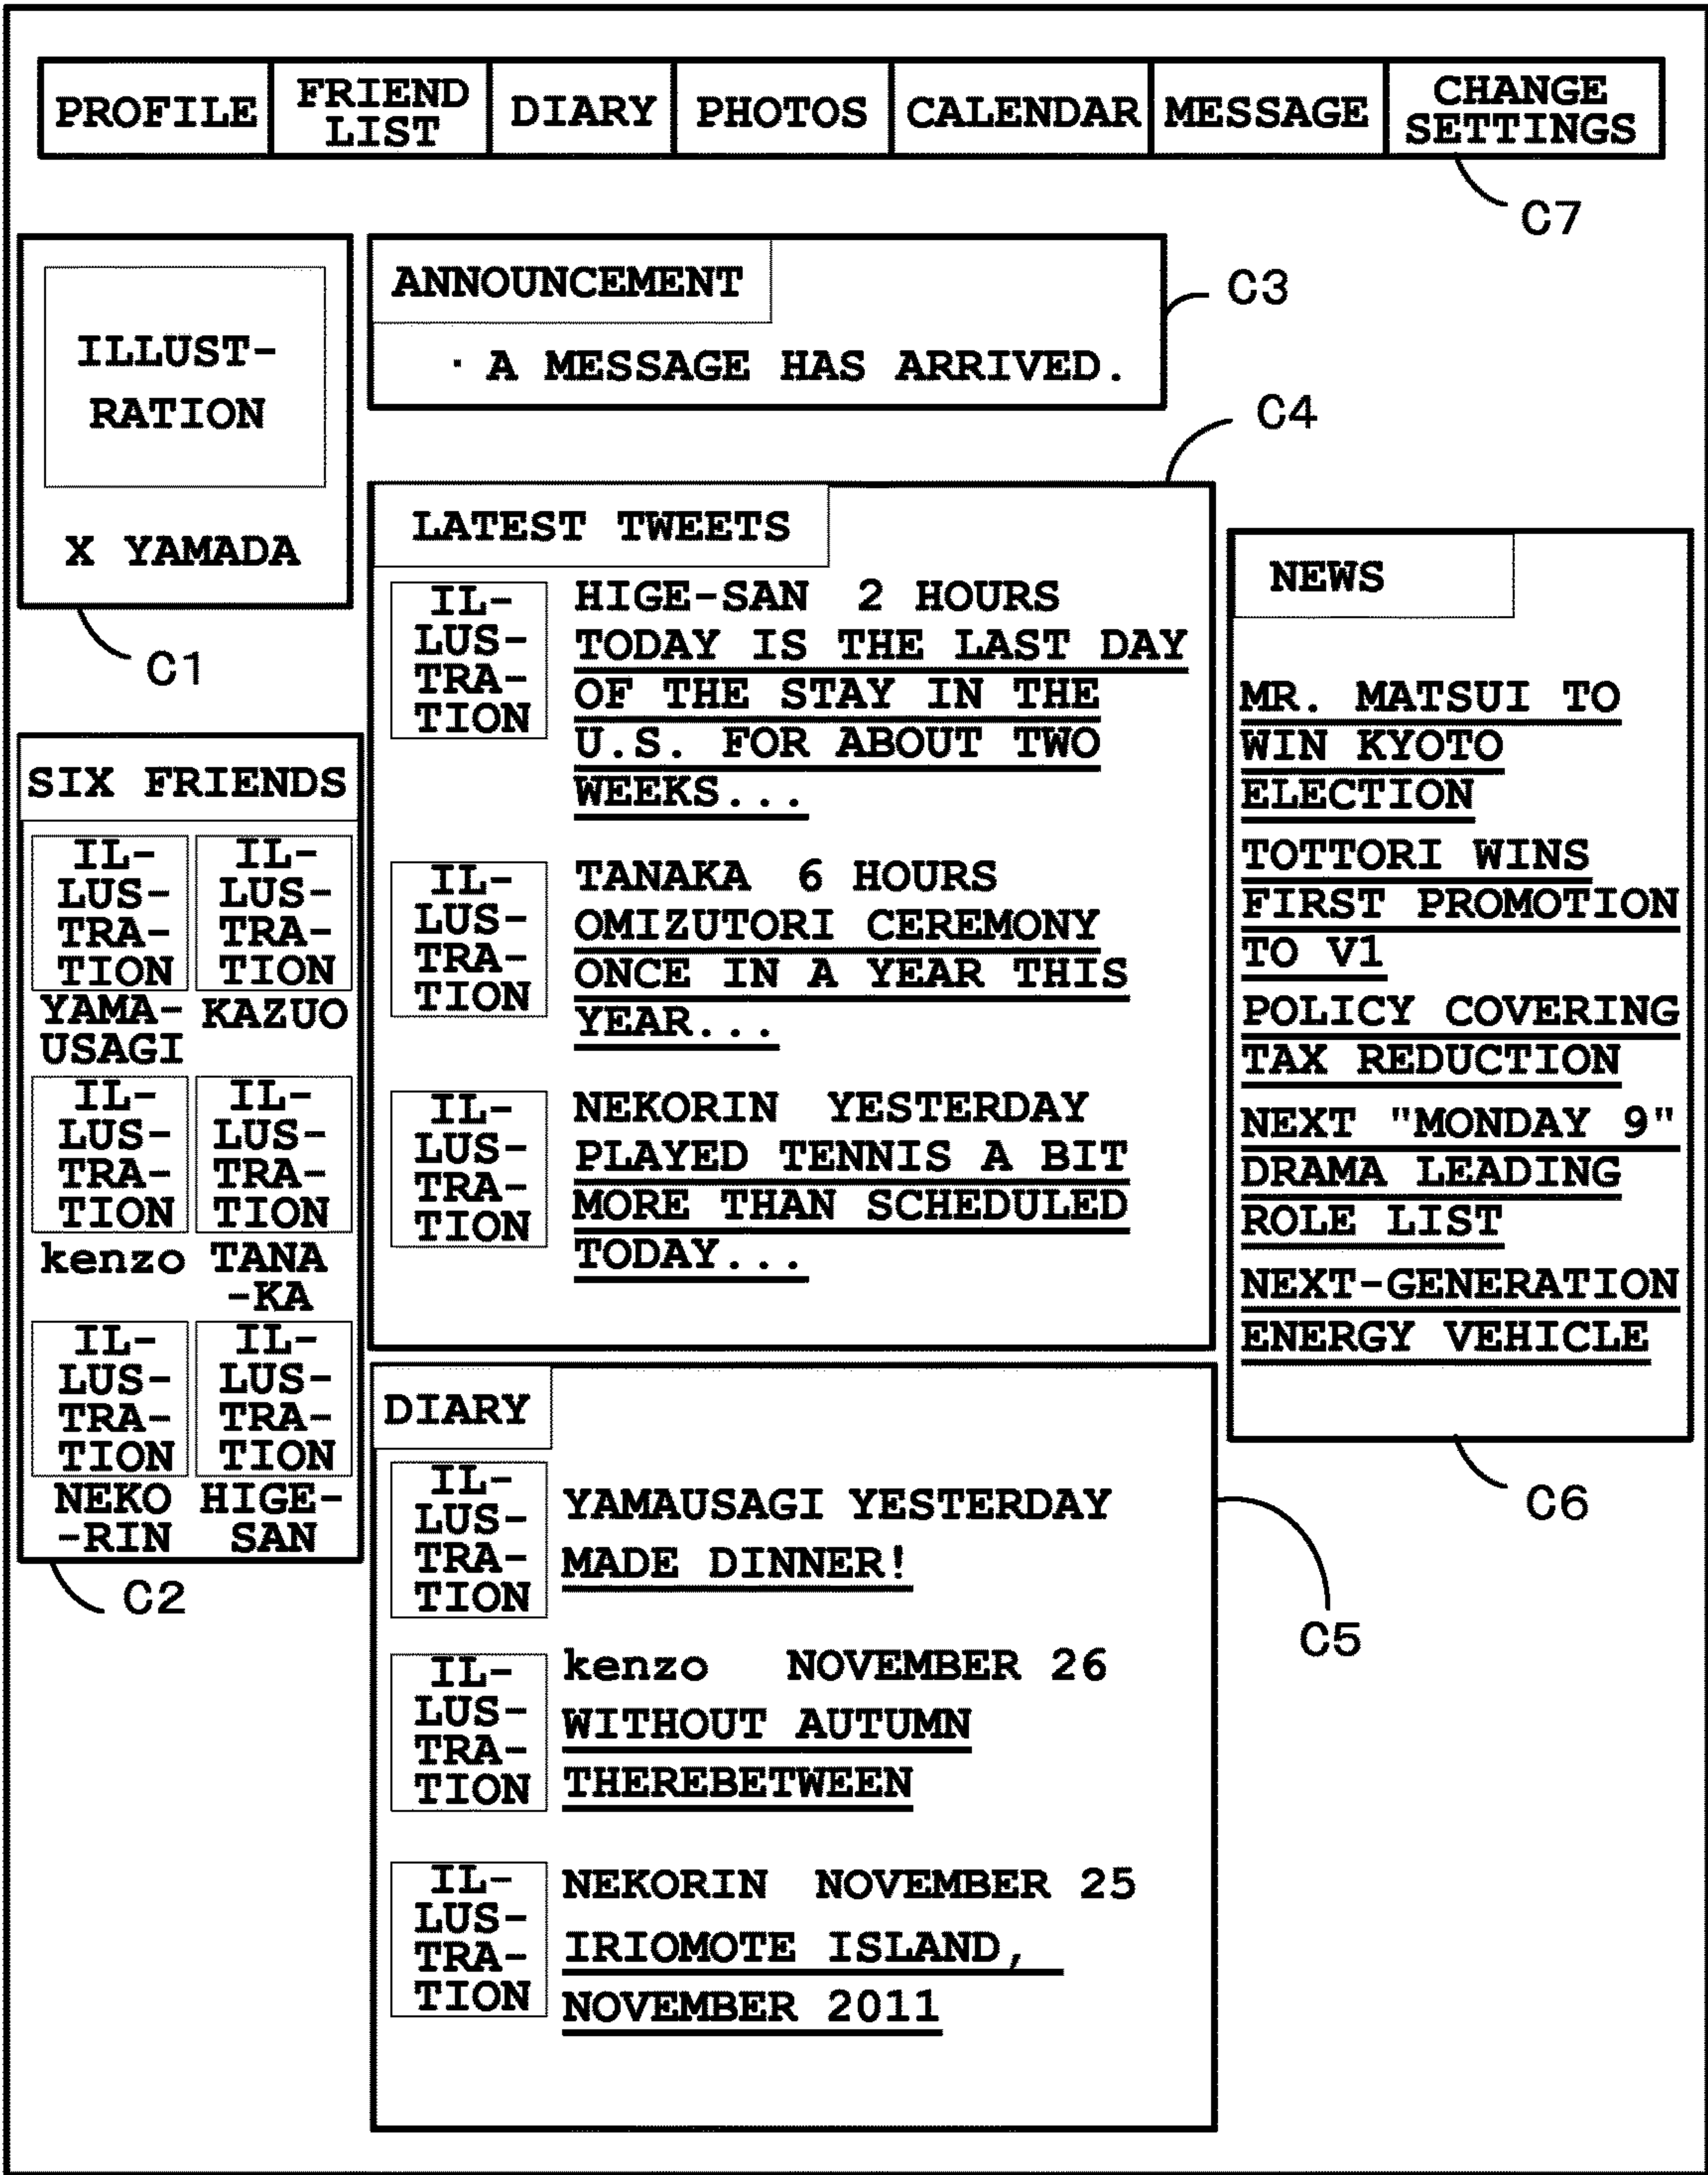 PROFILE
FRIEND
LIST
DIARY
PHOTOS
CALENDAR
MESSAGE
CHANGE
SETTINGS
C7
ILLUST-
RATION
X YAMADA
C1
ANNOUNCEMENT
· A MESSAGE HAS ARRIVED.
C3
SIX FRIENDS
IL-
LUS-
TRA-
TION
YAMA-
USAGI
IL-
LUS-
TRA-
TION
KAZUO
IL-
LUS-
TRA-
TION
kenzo
IL-
LUS-
TRA-
TION
TANA
-KA
IL-
LUS-
TRA-
TION
NEKO
-RIN
IL-
LUS-
TRA-
TION
HIGE-
SAN
C2
C4
LATEST TWEETS
IL-
LUS-
TRA-
TION
HIGE-SAN 2 HOURS
TODAY IS THE LAST DAY
OF THE STAY IN THE
U.S. FOR ABOUT TWO
WEEKS...
IL-
LUS-
TRA-
TION
TANAKA 6 HOURS
OMIZUTORI CEREMONY
ONCE IN A YEAR THIS
YEAR...
IL-
LUS-
TRA-
TION
NEKORIN YESTERDAY
PLAYED TENNIS A BIT
MORE THAN SCHEDULED
TODAY...
DIARY
IL-
LUS-
TRA-
TION
YAMAUSAGI YESTERDAY
MADE DINNER!
IL-
LUS-
TRA-
TION
kenzo NOVEMBER 26
WITHOUT AUTUMN
THEREBETWEEN
IL-
LUS-
TRA-
TION
NEKORIN NOVEMBER 25
IRIOMOTE ISLAND,
NOVEMBER 2011
C5
NEWS
MR. MATSUI TO
WIN KYOTO
ELECTION
TOTTORI WINS
FIRST PROMOTION
TO V1
POLICY COVERING
TAX REDUCTION
NEXT "MONDAY 9"
DRAMA LEADING
ROLE LIST
NEXT-GENERATION
ENERGY VEHICLE
C6